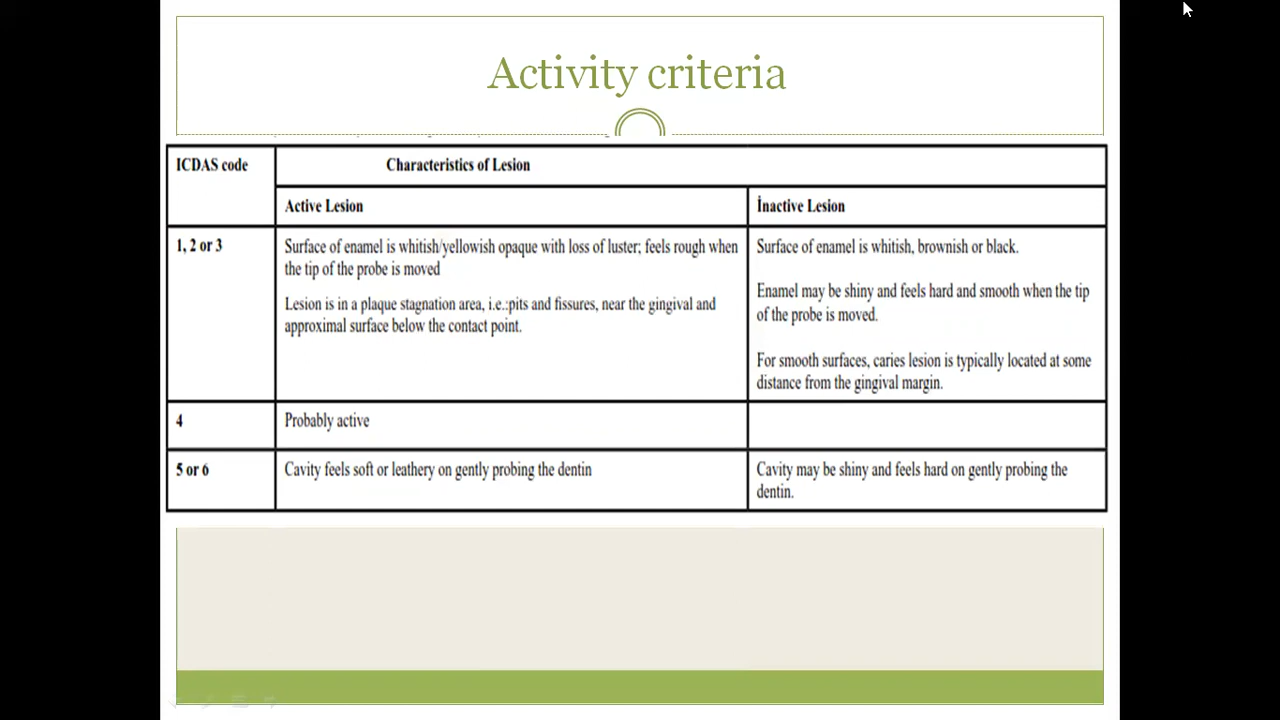 Activity criteria
ICDAS code
Characteristics of Lesion
Active Lesion
İnactive Lesion
1, 2 or 3
Surface of enamel is whitish/yellowish opaque with loss of luster; feels rough when
the tip of the probe is moved
Lesion is in a plaque stagnation area, i.e.:pits and fissures, near the gingival and
approximal surface below the contact point.
Surface of enamel is whitish, brownish or black.
Enamel may be shiny and feels hard and smooth when the tip
of the probe is moved.
For smooth surfaces, caries lesion is typically located at some
distance from the gingival margin.
4
Probably active
5 or 6
Cavity feels soft or leathery on gently probing the dentin
Cavity may be shiny and feels hard on gently probing the
dentin.